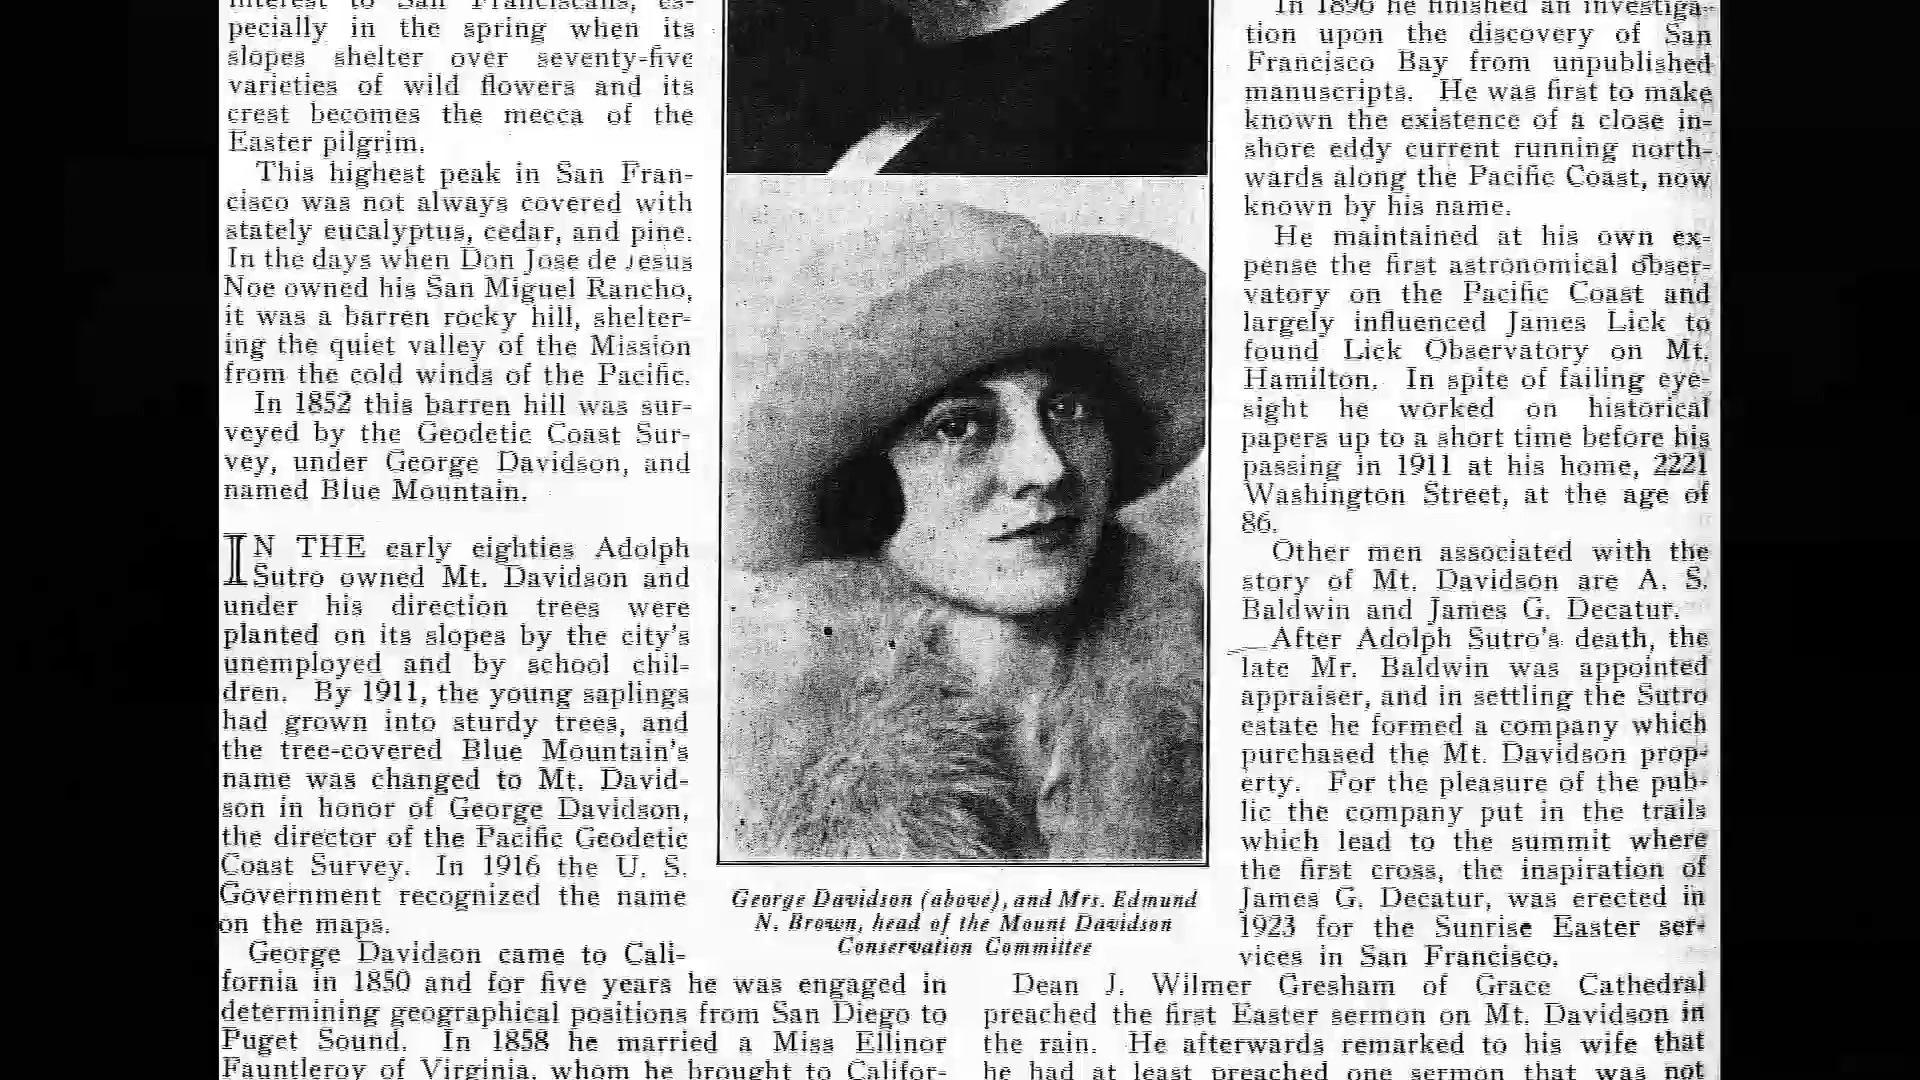 interest to San Franciscans, es-
pecially in the spring when its
slopes shelter over seventy-five
varieties of wild flowers and its
crest becomes the mecca of the
Easter pilgrim.
This highest peak in San Fran-
cisco was not always covered with
stately eucalyptus, cedar, and pine.
In the days when Don Jose de Jesus
Noe owned his San Miguel Rancho,
it was a barren rocky hill, shelter-
ing the quiet valley of the Mission
from the cold winds of the Pacific.
In 1852 this barren hill was sur-
veyed by the Geodetic Coast Sur-
vey, under George Davidson, and
named Blue Mountain.
IN THE early eighties Adolph
Sutro owned Mt. Davidson and
under his direction trees were
planted on its slopes by the city's
unemployed and by school chil-
dren. By 1911, the young saplings
had grown into sturdy trees, and
the tree-covered Blue Mountain's
name was changed to Mt. David-
son in honor of George Davidson,
the director of the Pacific Geodetic
Coast Survey. In 1916 the U. S.
Government recognized the name
on the maps.
George Davidson came to Cali-
fornia in 1850 and for five years he was engaged in
determining geographical positions from San Diego to
Puget Sound. In 1858 he married a Miss Ellinor
Fauntleroy of Virginia, whom he brought to Califor-
George Davidson (above), and Mrs. Edmund
N. Brown, head of the Mount Davidson
Conservation Committee
In 1896 he finished an investiga-
tion upon the discovery of San
Francisco Bay from unpublished
manuscripts. He was first to make
known the existence of a close in-
shore eddy current running north-
wards along the Pacific Coast, now
known by his name.
He maintained at his own ex-
pense the first astronomical obser-
vatory on the Pacific Coast and
largely influenced James Lick to
found Lick Observatory on Mt.
Hamilton. In spite of failing eye-
sight he worked on historical
papers up to a short time before his
passing in 1911 at his home, 2221
Washington Street, at the age of
86.
Other men associated with the
story of Mt. Davidson are A. S.
Baldwin and James G. Decatur.
After Adolph Sutro's death, the
late Mr. Baldwin was appointed
appraiser, and in settling the Sutro
estate he formed a company which
purchased the Mt. Davidson prop-
erty. For the pleasure of the pub-
lic the company put in the trails
which lead to the summit where
the first cross, the inspiration of
James G. Decatur, was erected in
1923 for the Sunrise Easter ser-
vices in San Francisco.
Dean J. Wilmer Gresham of Grace Cathedral
preached the first Easter sermon on Mt. Davidson in
the rain. He afterwards remarked to his wife that
he had at least preached one sermon that was not